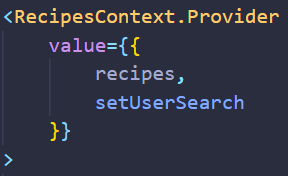 <RecipesContext.Provider
    value={{
        recipes,
        setUserSearch
    }}
>